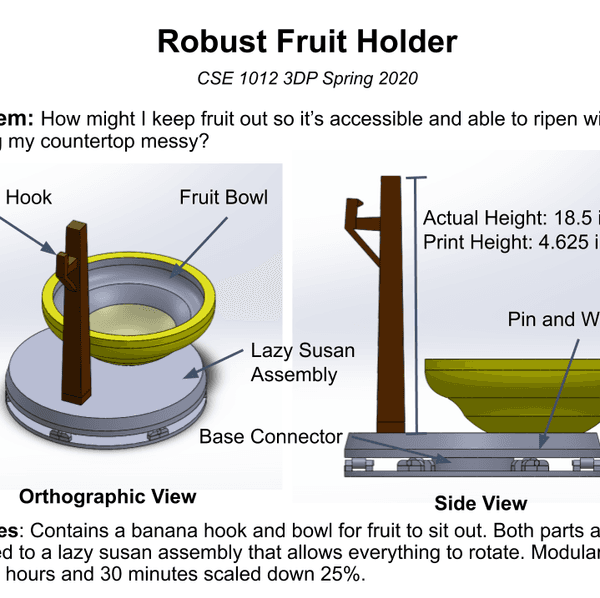 Robust Fruit Holder
CSE 1012 3DP Spring 2020
em: How might I keep fruit out so it's accessible and able to ripen wi
g my countertop messy?
Hook
Fruit Bowl
Lazy Susan
Assembly
Base Connector
Orthographic View
Actual Height: 18.5 i
Print Height: 4.625 i
Pin and W
Side View
es: Contains a banana hook and bowl for fruit to sit out. Both parts a
ed to a lazy susan assembly that allows everything to rotate. Modular
hours and 30 minutes scaled down 25%.